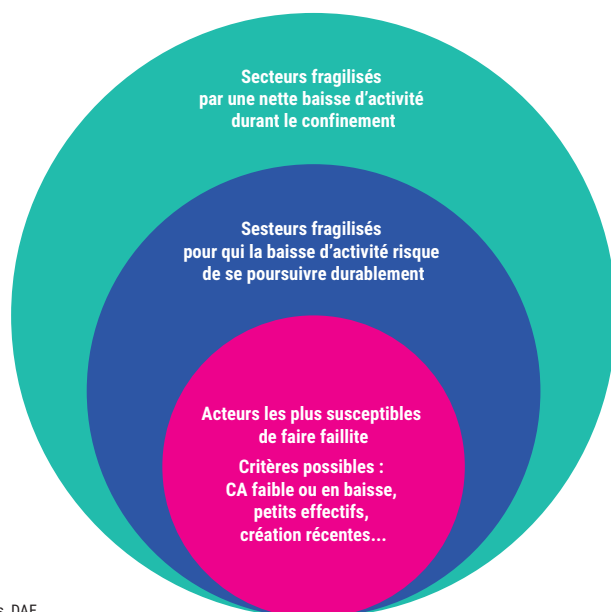 Secteurs fragilisés
par une nette baisse d’activité
durant le confinement
Sesteurs fragilisés
pour qui la baisse d’activité risque
de se poursuivre durablement
Acteurs les plus susceptibles
de faire faillite
Critères possibles :
CA faible ou en baisse,
petits effectifs,
création récentes...